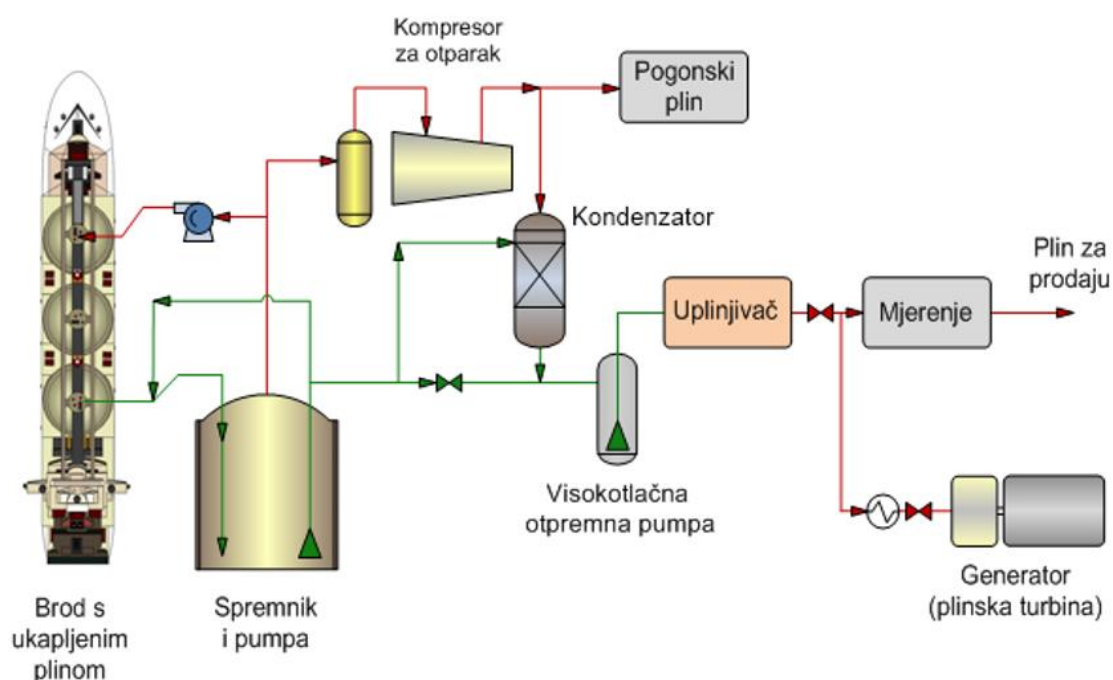 Kompresor
za otparak
Pogonski
plin
Kondenzator
Plin za
prodaju
Uplinjivač
Mjerenje
Visokotlačna
otpremna pumpa
Generator
(plinska turbina)
Brod s
ukapljenim
plinom
Spremnik
i pumpa